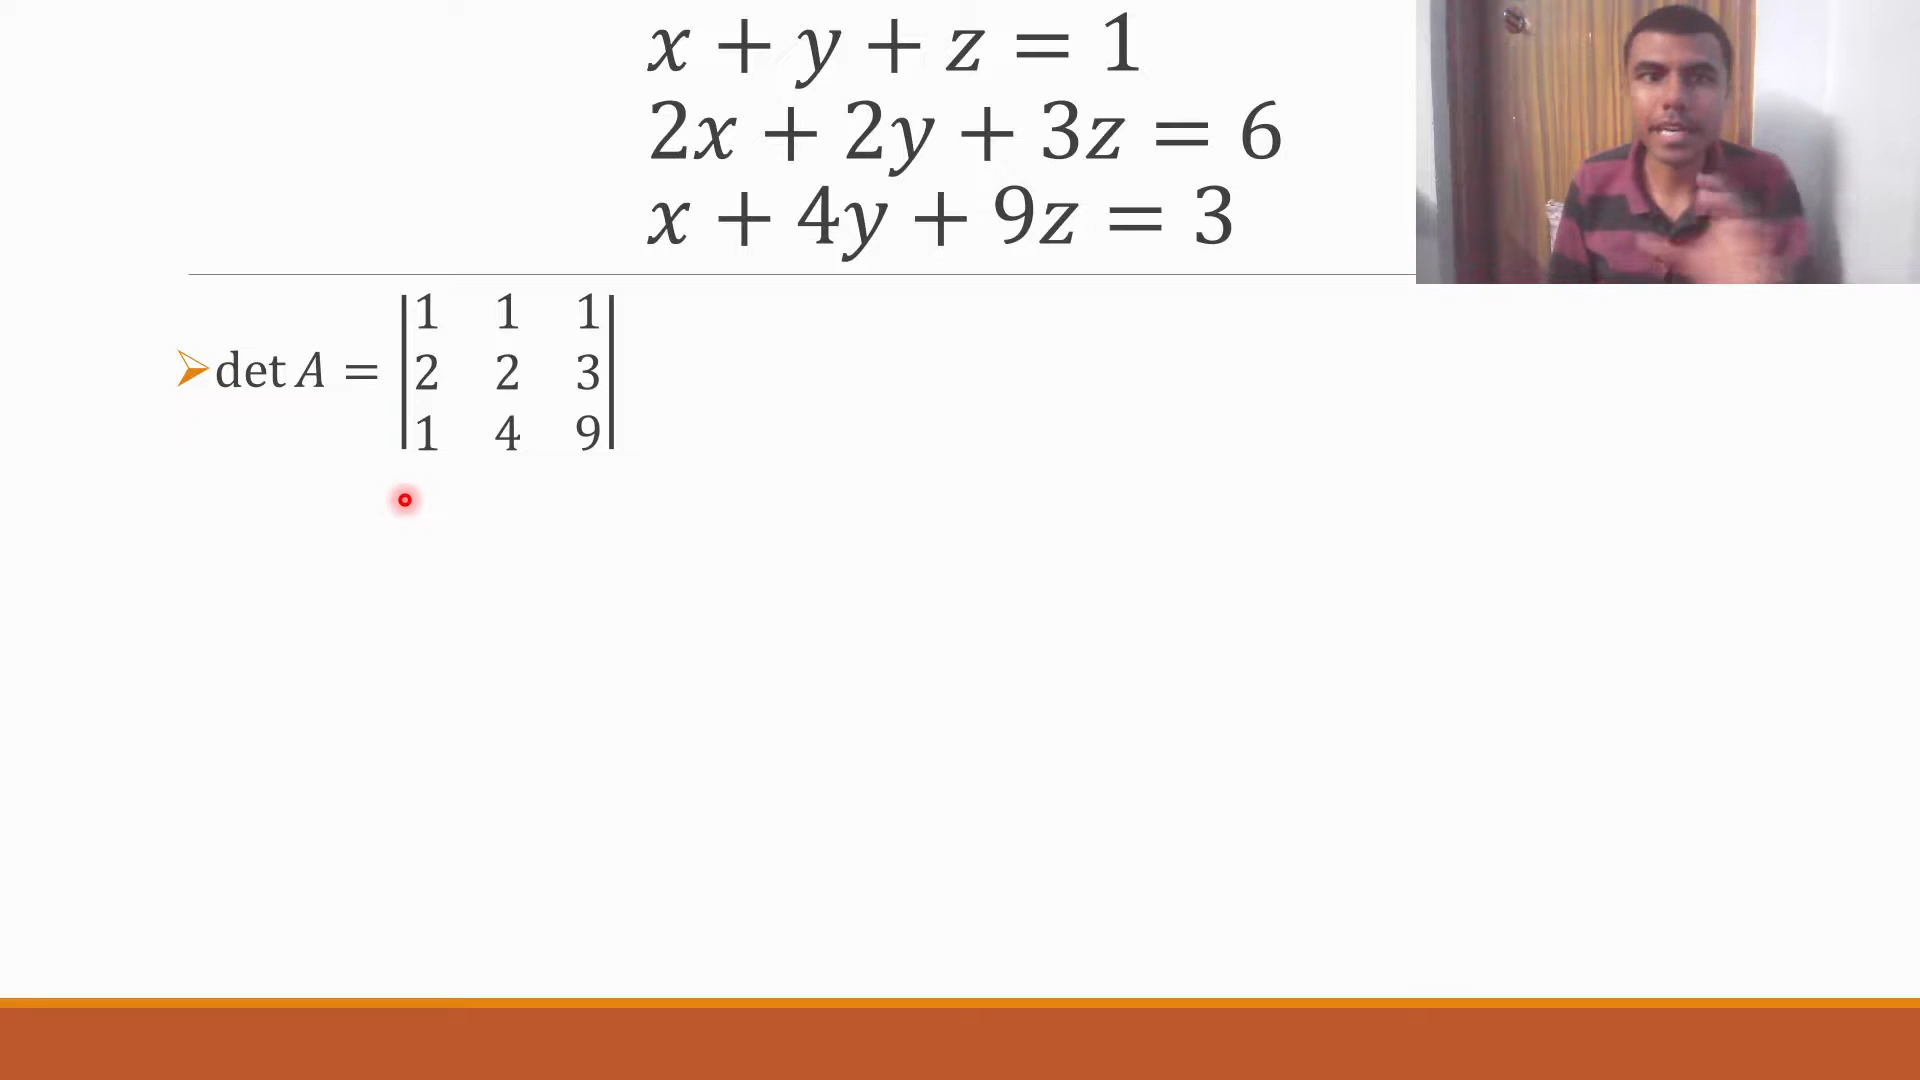 x + y + z = 1
2x + 2y + 3z = 6
x + 4y + 9z = 3
det A = |1 1 1|
|2 2 3|
|1 4 9|